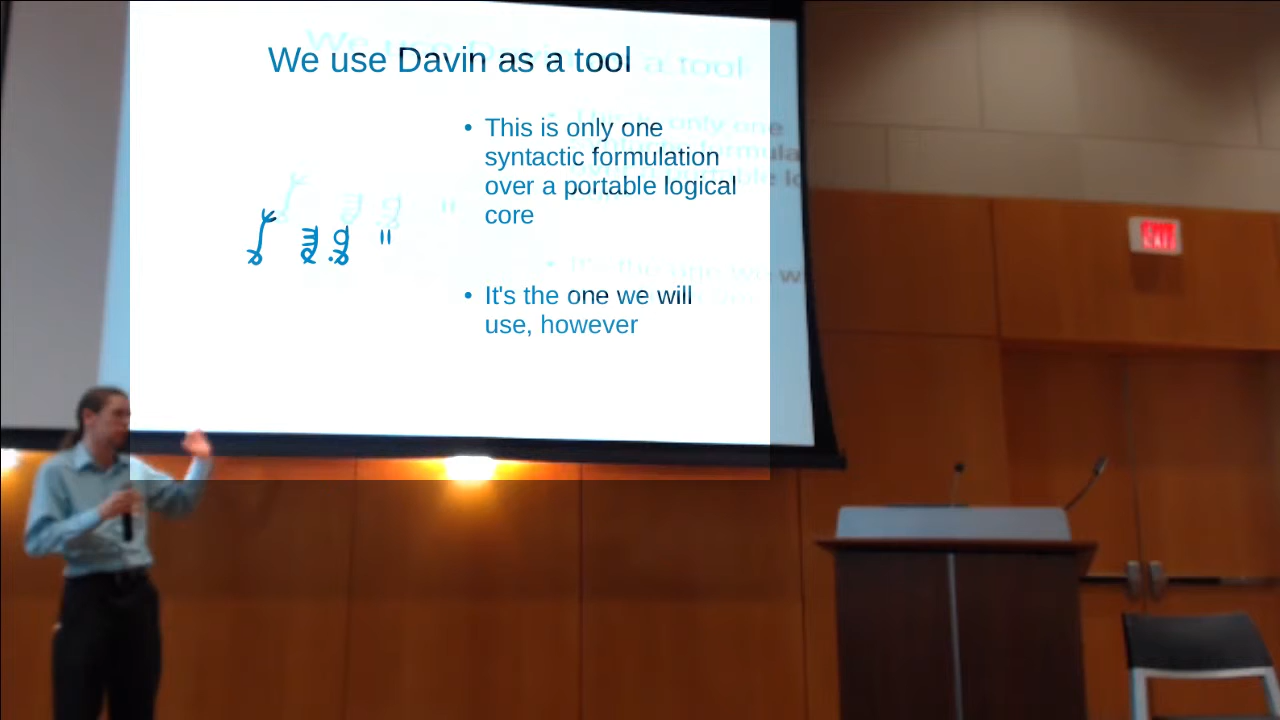 We use Davin as a tool
This is only one
syntactic formulation
over a portable logical
core
It's the one we will
use, however
EXIT